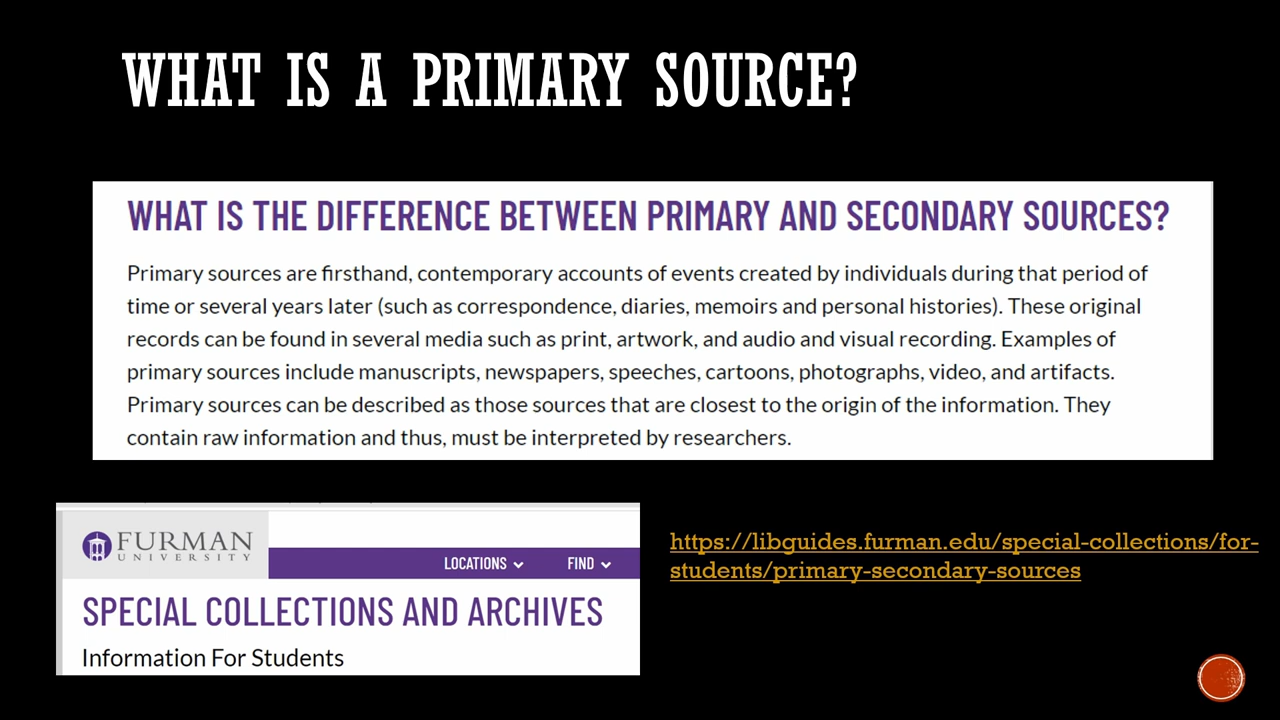 WHAT IS A PRIMARY SOURCE?
WHAT IS THE DIFFERENCE BETWEEN PRIMARY AND SECONDARY SOURCES?
Primary sources are firsthand, contemporary accounts of events created by individuals during that period of
time or several years later (such as correspondence, diaries, memoirs and personal histories). These original
records can be found in several media such as print, artwork, and audio and visual recording. Examples of
primary sources include manuscripts, newspapers, speeches, cartoons, photographs, video, and artifacts.
Primary sources can be described as those sources that are closest to the origin of the information. They
contain raw information and thus, must be interpreted by researchers.
FURMAN
UNIVERSITY
LOCATIONS FIND
SPECIAL COLLECTIONS AND ARCHIVES
Information For Students
https://libguides.furman.edu/special-collections/for-
students/primary-secondary-sources